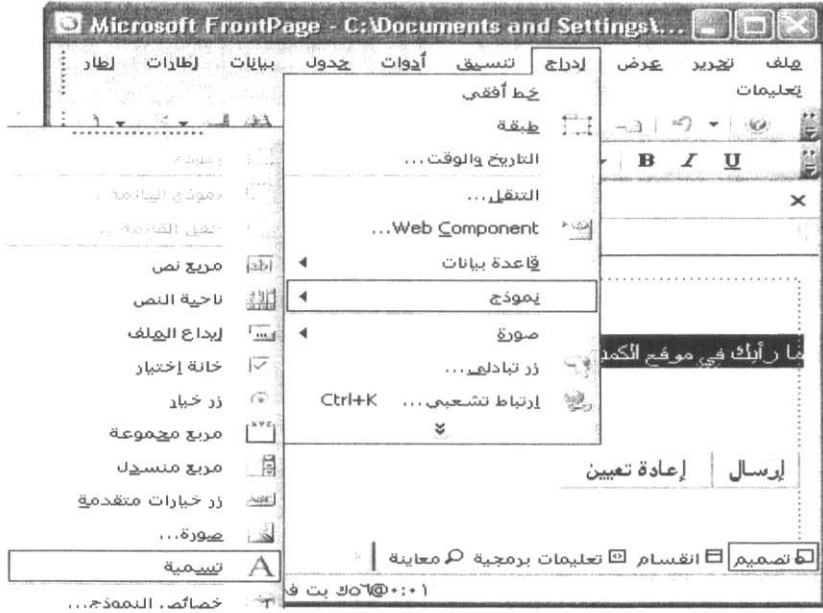 Microsoft FrontPage - C:\Documents and Settings\...
ملف تحرير عرض إدراج تنسيق أدوات جدول بيانات إطارات إطار
تعليمات
خط أفقي
طبقة
التاريخ والوقت...
التنقل...
Web Component...
قاعدة بيانات
نموذج
صورة
زر تبادلي...
إرتباط تشعبي... Ctrl+K
B I U
نموذج
مربع نص
ناحية النص
إيداع الملف
خانة إختيار
زر خيار
مربع مجموعة
مربع منسدل
زر خيارات متقدمة
صورة...
تسمية
خصائص النموذج...
ما رأيك في موقع
إرسال إعادة تعيين
تصميم انقسام تعليمات برمجية معاينة